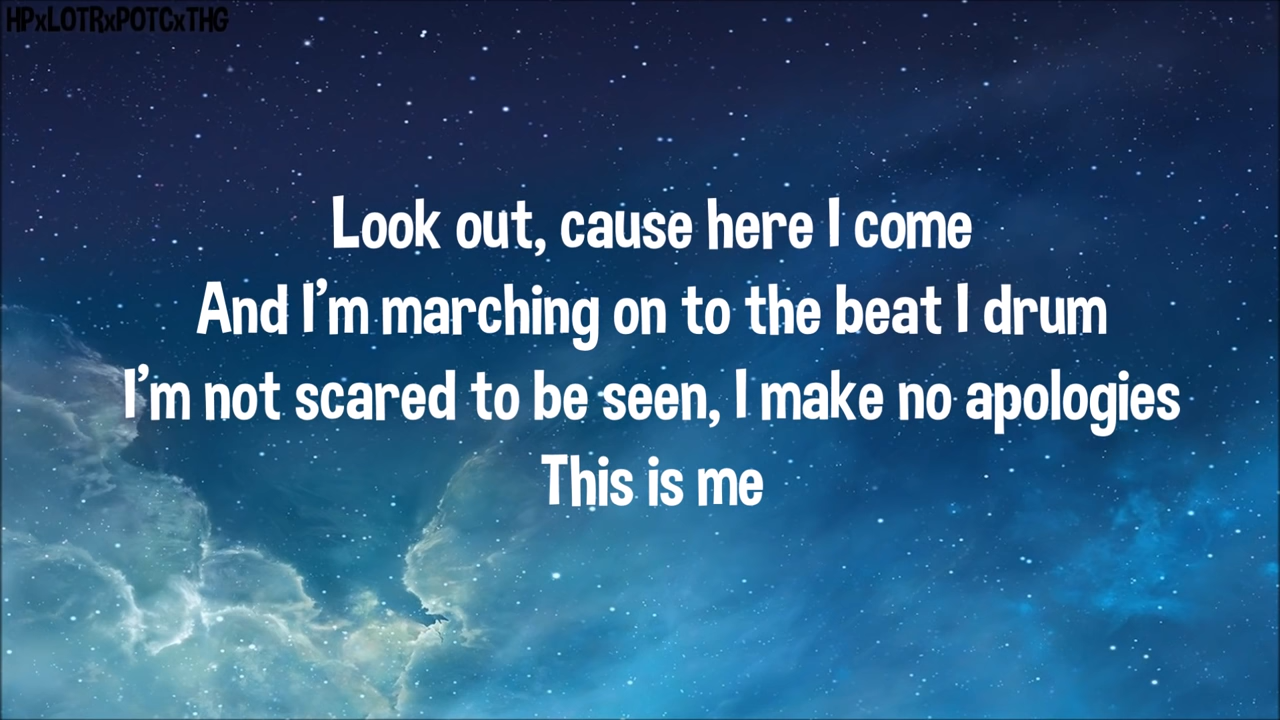 HPxLOTRxPOTCxTHG
Look out, cause here I come
And I'm marching on to the beat I drum
I'm not scared to be seen, I make no apologies
This is me